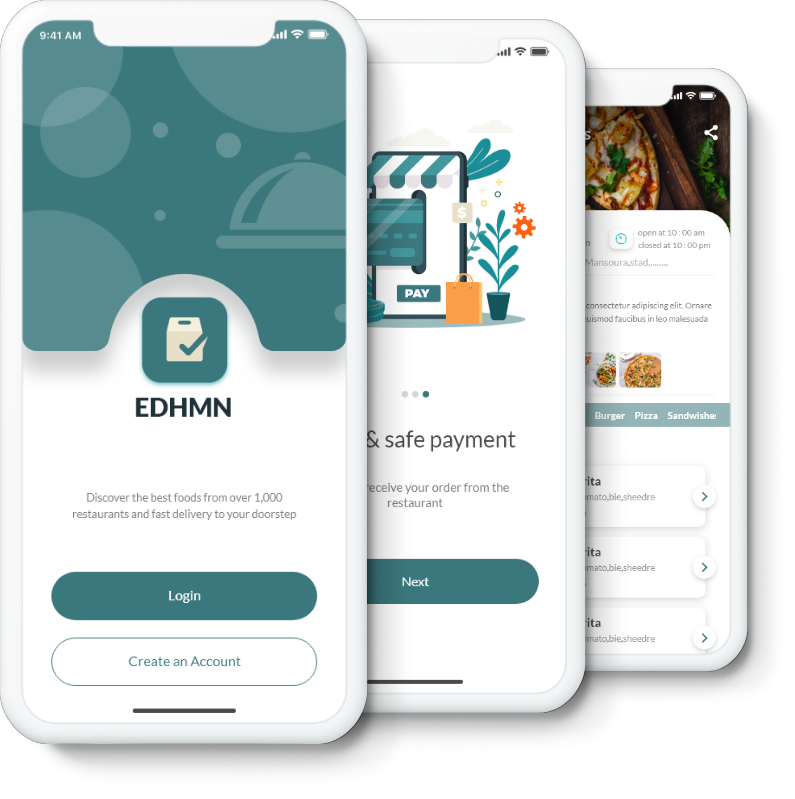 9:41 AM
EDHMN
Discover the best foods from over 1,000
restaurants and fast delivery to your doorstep
Login
Create an Account
$
PAY
& safe payment
receive your order from the
restaurant
Next
s
n
open at 10 : 00 am
closed at 10 : 00 pm
Mansoura,stad,........
consectetur adipiscing elit. Ornare
euismod faucibus in leo malesuada
Burger Pizza Sandwishes
rita
mato,bie,sheedre
rita
mato,bie,sheedre
rita
mato,bie,sheedre